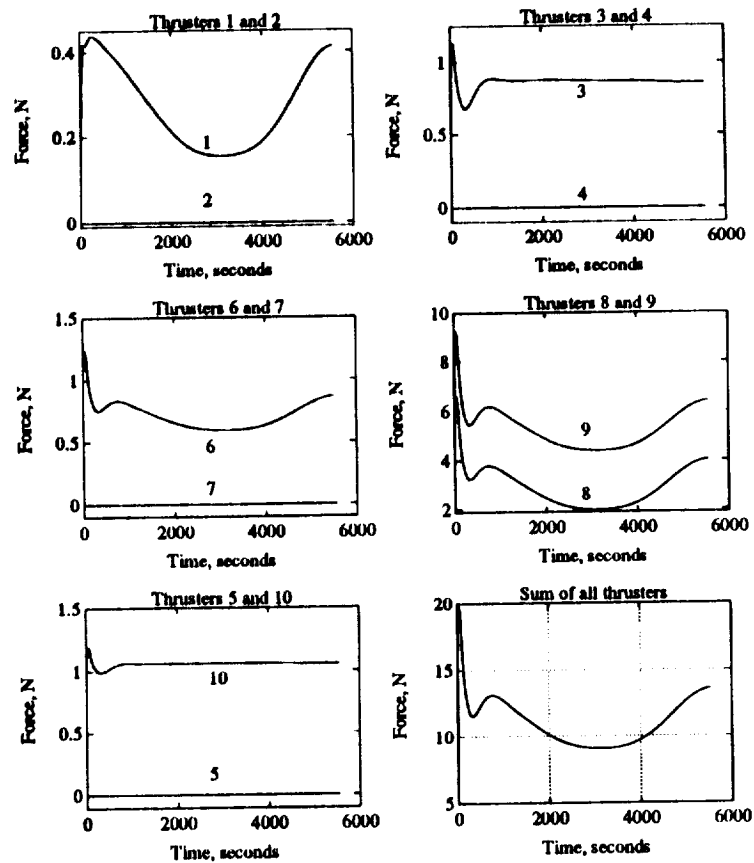 Thrusters 1 and 2
0.4
0.2
0
Force, N
1
2
0 2000 4000 6000
Time, seconds
Thrusters 3 and 4
1
0.5
0
Force, N
3
4
0 2000 4000 6000
Time, seconds
Thrusters 6 and 7
1.5
1
0.5
0
Force, N
6
7
0 2000 4000 6000
Time, seconds
Thrusters 8 and 9
10
8
6
4
2
Force, N
9
8
0 2000 4000 6000
Time, seconds
Thrusters 5 and 10
1.5
1
0.5
0
Force, N
10
5
0 2000 4000 6000
Time, seconds
Sum of all thrusters
20
15
10
5
Force, N
0 2000 4000 6000
Time, seconds